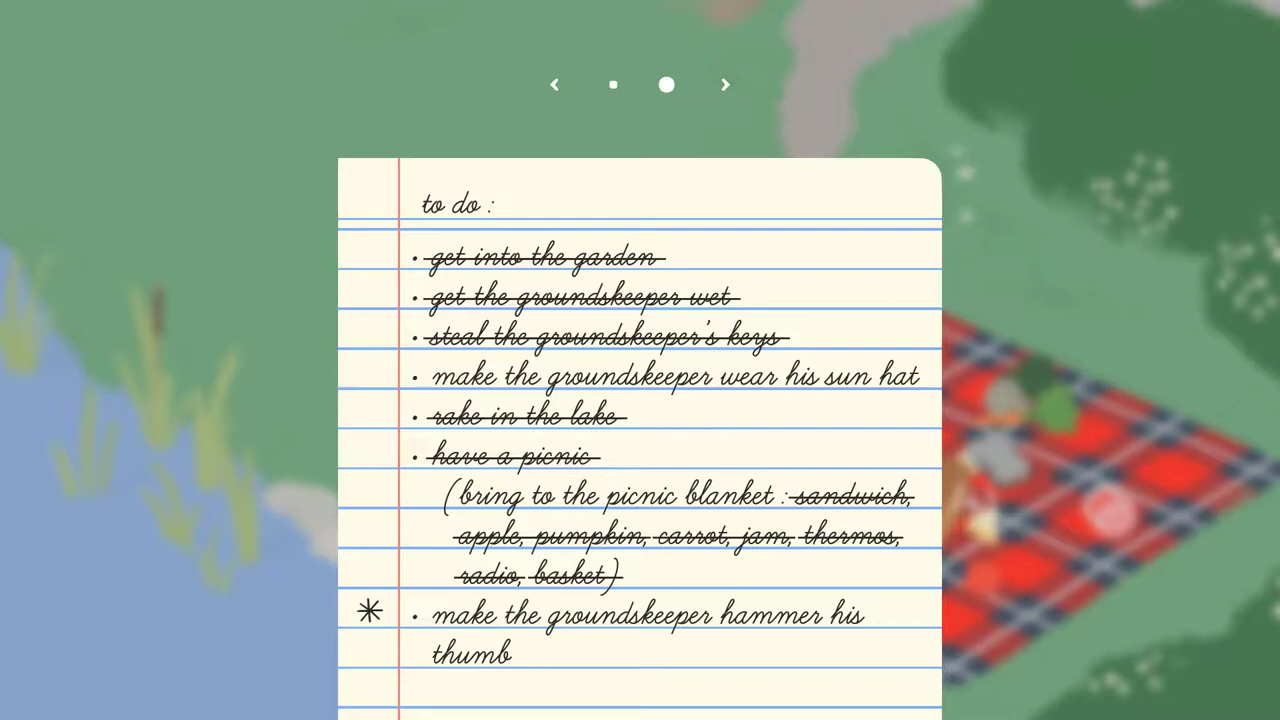 to do :
• get into the garden
• get the groundskeeper wet
• steal the groundskeeper's keys
• make the groundskeeper wear his sun hat
• rake in the lake
• have a picnic
(bring to the picnic blanket : sandwich,
apple, pumpkin, carrot, jam, thermos,
radio, basket)
* • make the groundskeeper hammer his
thumb